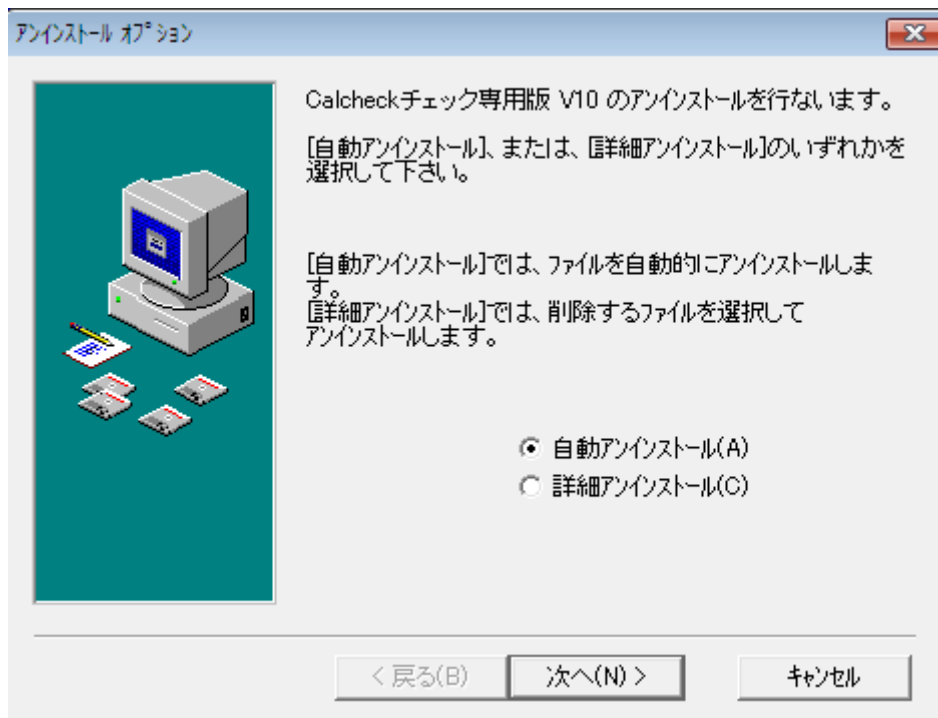 ｱﾝｲﾝｽﾄｰﾙ ｵﾌﾟｼｮﾝ
Calcheckチェック専用版 V10 のｱﾝｲﾝｽﾄｰﾙを行ないます。
[自動ｱﾝｲﾝｽﾄｰﾙ]、または、[詳細ｱﾝｲﾝｽﾄｰﾙ]のいずれかを
選択して下さい。
[自動ｱﾝｲﾝｽﾄｰﾙ]では、ﾌｧｲﾙを自動的にｱﾝｲﾝｽﾄｰﾙしま
す。
[詳細ｱﾝｲﾝｽﾄｰﾙ]では、削除するﾌｧｲﾙを選択して
ｱﾝｲﾝｽﾄｰﾙします。
自動ｱﾝｲﾝｽﾄｰﾙ(A)
詳細ｱﾝｲﾝｽﾄｰﾙ(C)
< 戻る(B)
次へ(N) >
ｷｬﾝｾﾙ